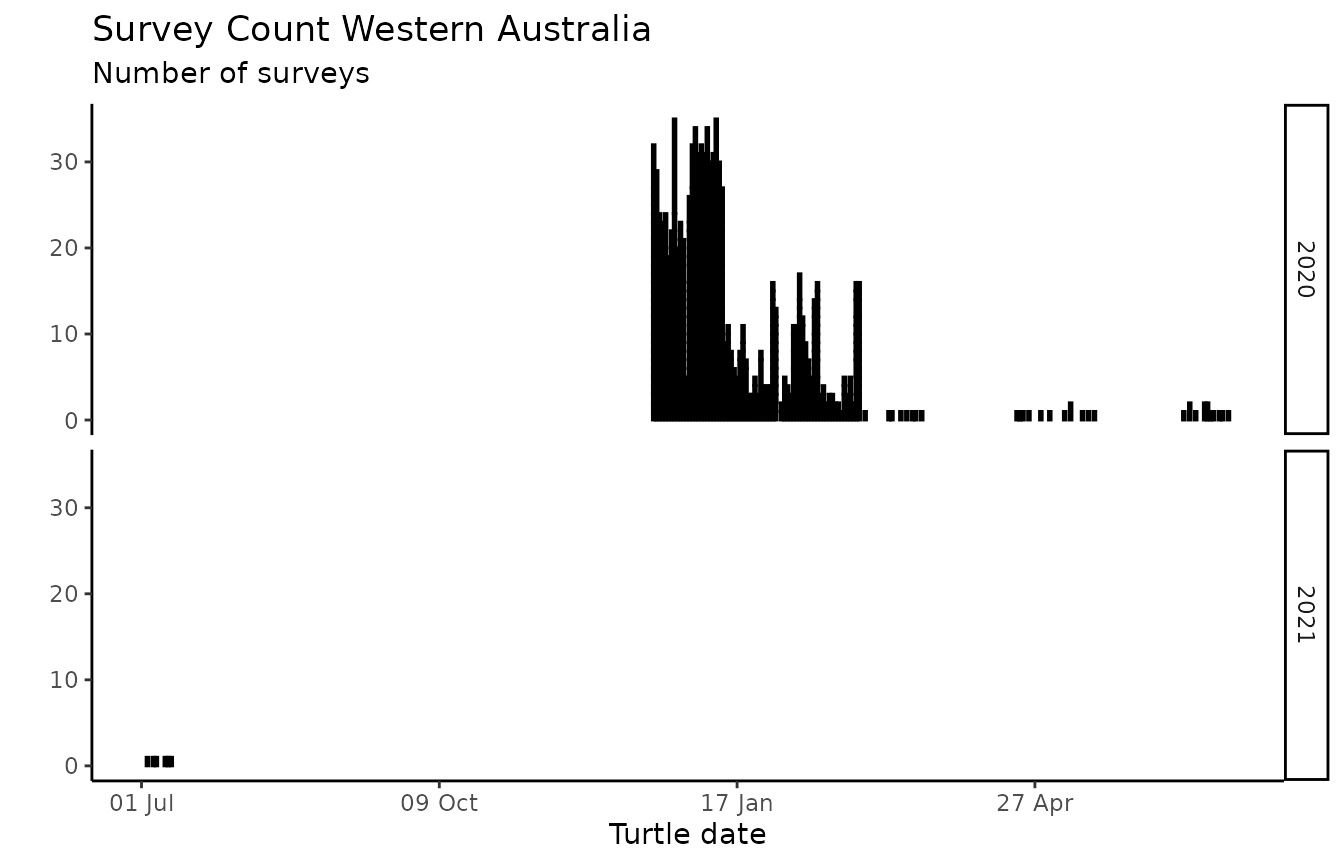 Survey Count Western Australia
Number of surveys
30
20
10
0
2020
30
20
10
0
2021
01 Jul
09 Oct
17 Jan
27 Apr
Turtle date